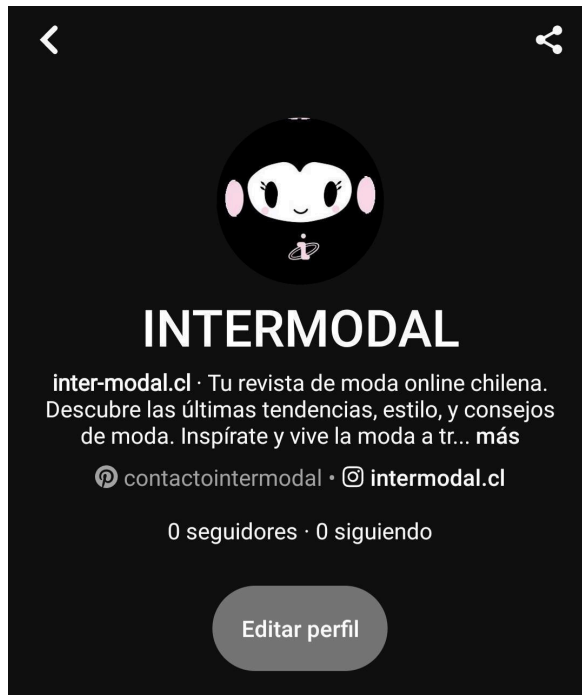 INTERMODAL
inter-modal.cl · Tu revista de moda online chilena.
Descubre las últimas tendencias, estilo, y consejos
de moda. Inspírate y vive la moda a tr... más
contactointermodal • intermodal.cl
0 seguidores · 0 siguiendo
Editar perfil